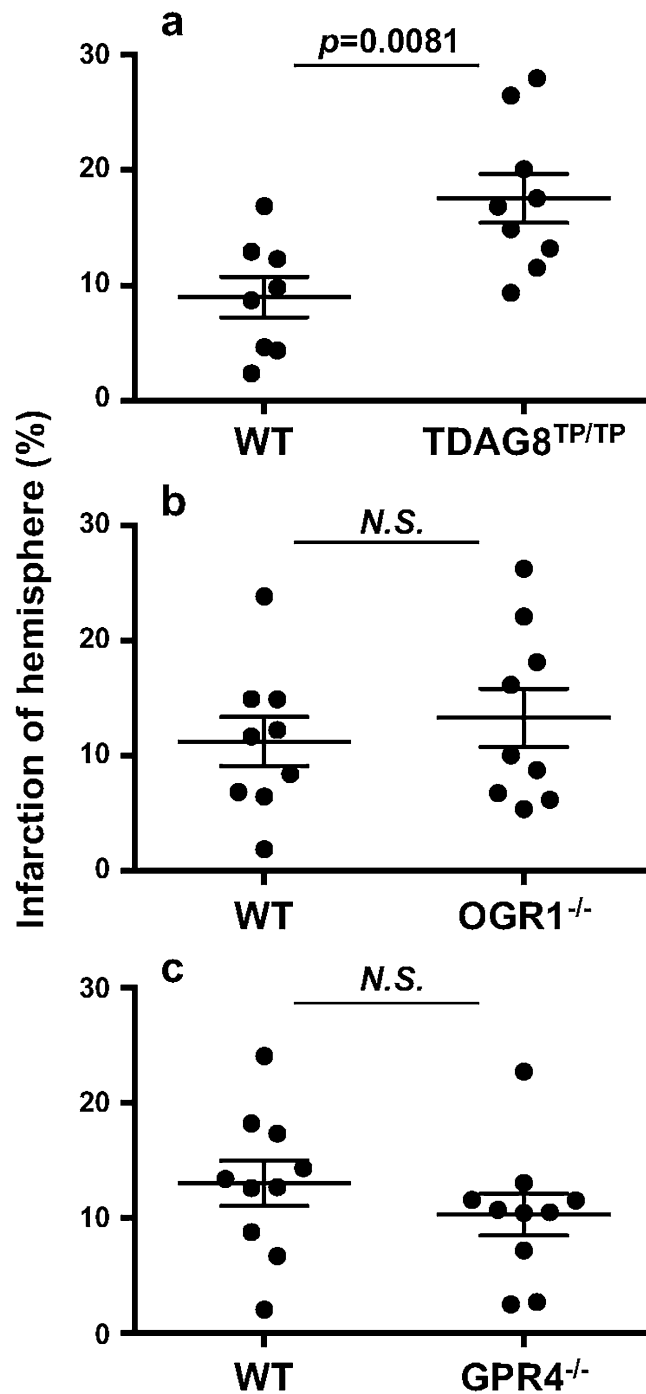 Infarction of hemisphere (%)
a
p=0.0081
30
20
10
0
WT TDAG8TP/TP
b
N.S.
30
20
10
0
WT OGR1-/-
c
N.S.
30
20
10
0
WT GPR4-/-